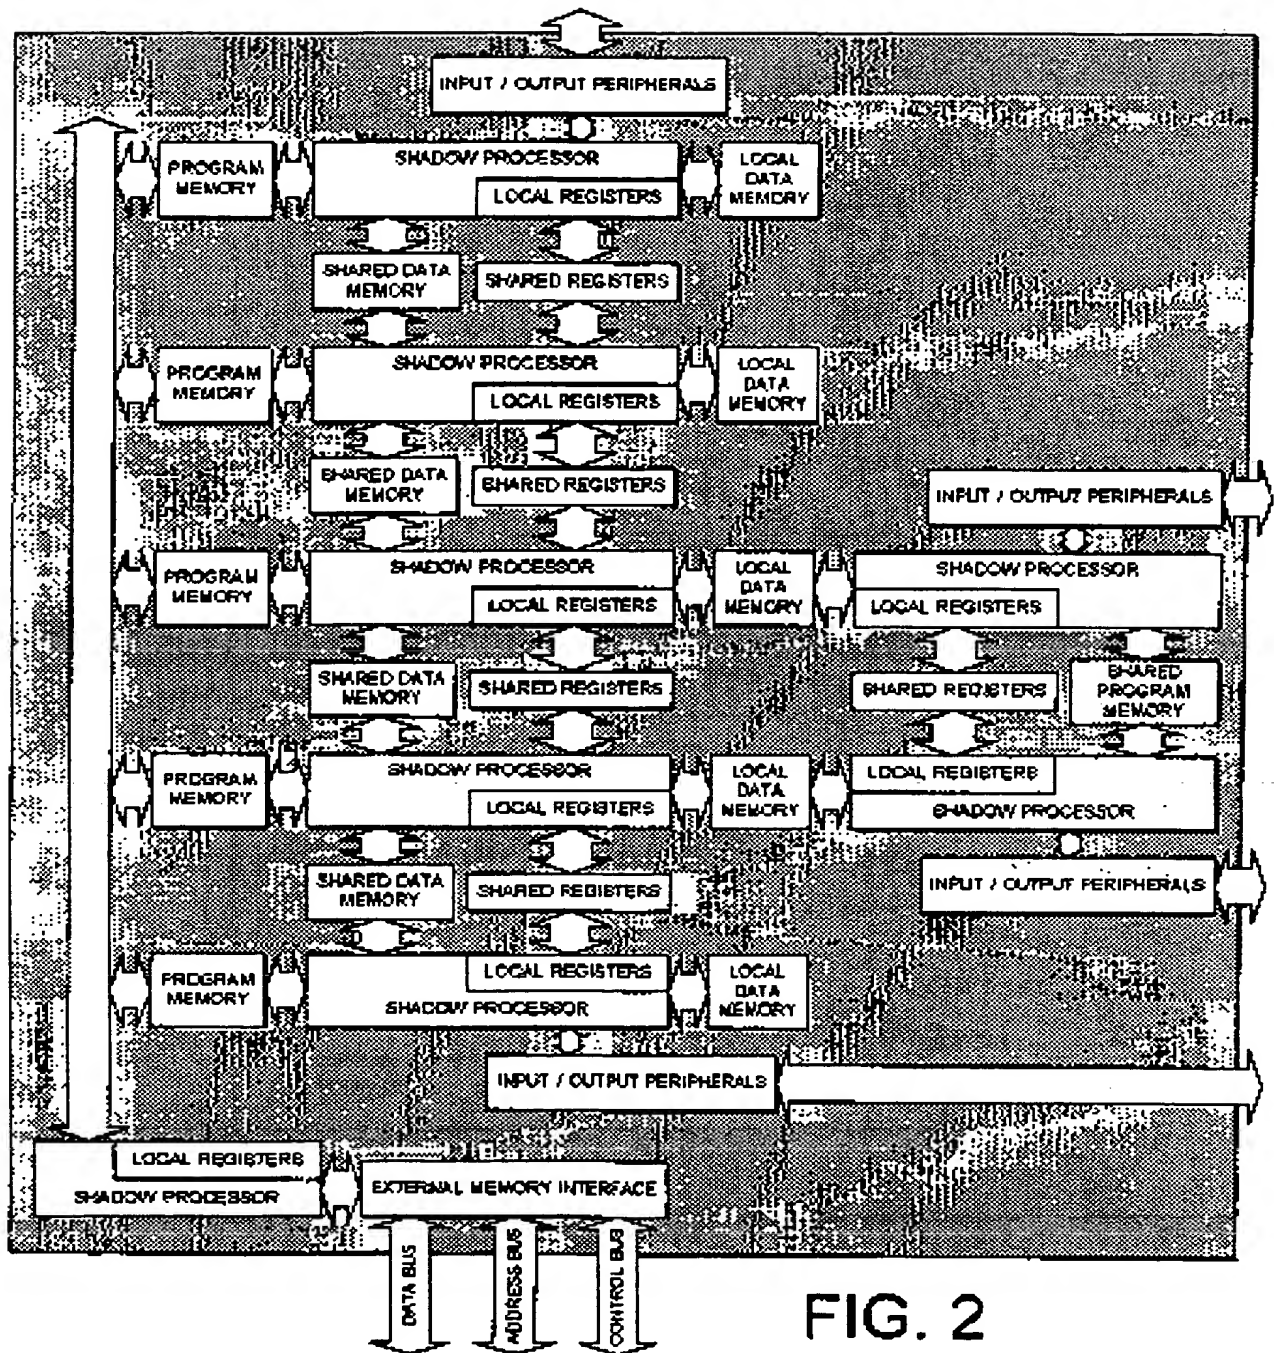 INPUT / OUTPUT PERIPHERALS
PROGRAM
MEMORY
SHADOW PROCESSOR
LOCAL REGISTERS
LOCAL
DATA
MEMORY
SHARED DATA
MEMORY
SHARED REGISTERS
PROGRAM
MEMORY
SHADOW PROCESSOR
LOCAL REGISTERS
LOCAL
DATA
MEMORY
SHARED DATA
MEMORY
SHARED REGISTERS
INPUT / OUTPUT PERIPHERALS
PROGRAM
MEMORY
SHADOW PROCESSOR
LOCAL REGISTERS
LOCAL
DATA
MEMORY
SHADOW PROCESSOR
LOCAL REGISTERS
SHARED DATA
MEMORY
SHARED REGISTERS
SHARED REGISTERS
SHARED
PROGRAM
MEMORY
PROGRAM
MEMORY
SHADOW PROCESSOR
LOCAL REGISTERS
LOCAL
DATA
MEMORY
LOCAL REGISTERS
SHADOW PROCESSOR
SHARED DATA
MEMORY
SHARED REGISTERS
INPUT / OUTPUT PERIPHERALS
PROGRAM
MEMORY
LOCAL REGISTERS
SHADOW PROCESSOR
LOCAL
DATA
MEMORY
INPUT / OUTPUT PERIPHERALS
LOCAL REGISTERS
SHADOW PROCESSOR
EXTERNAL MEMORY INTERFACE
DATA BUS
ADDRESS BUS
CONTROL BUS
FIG. 2